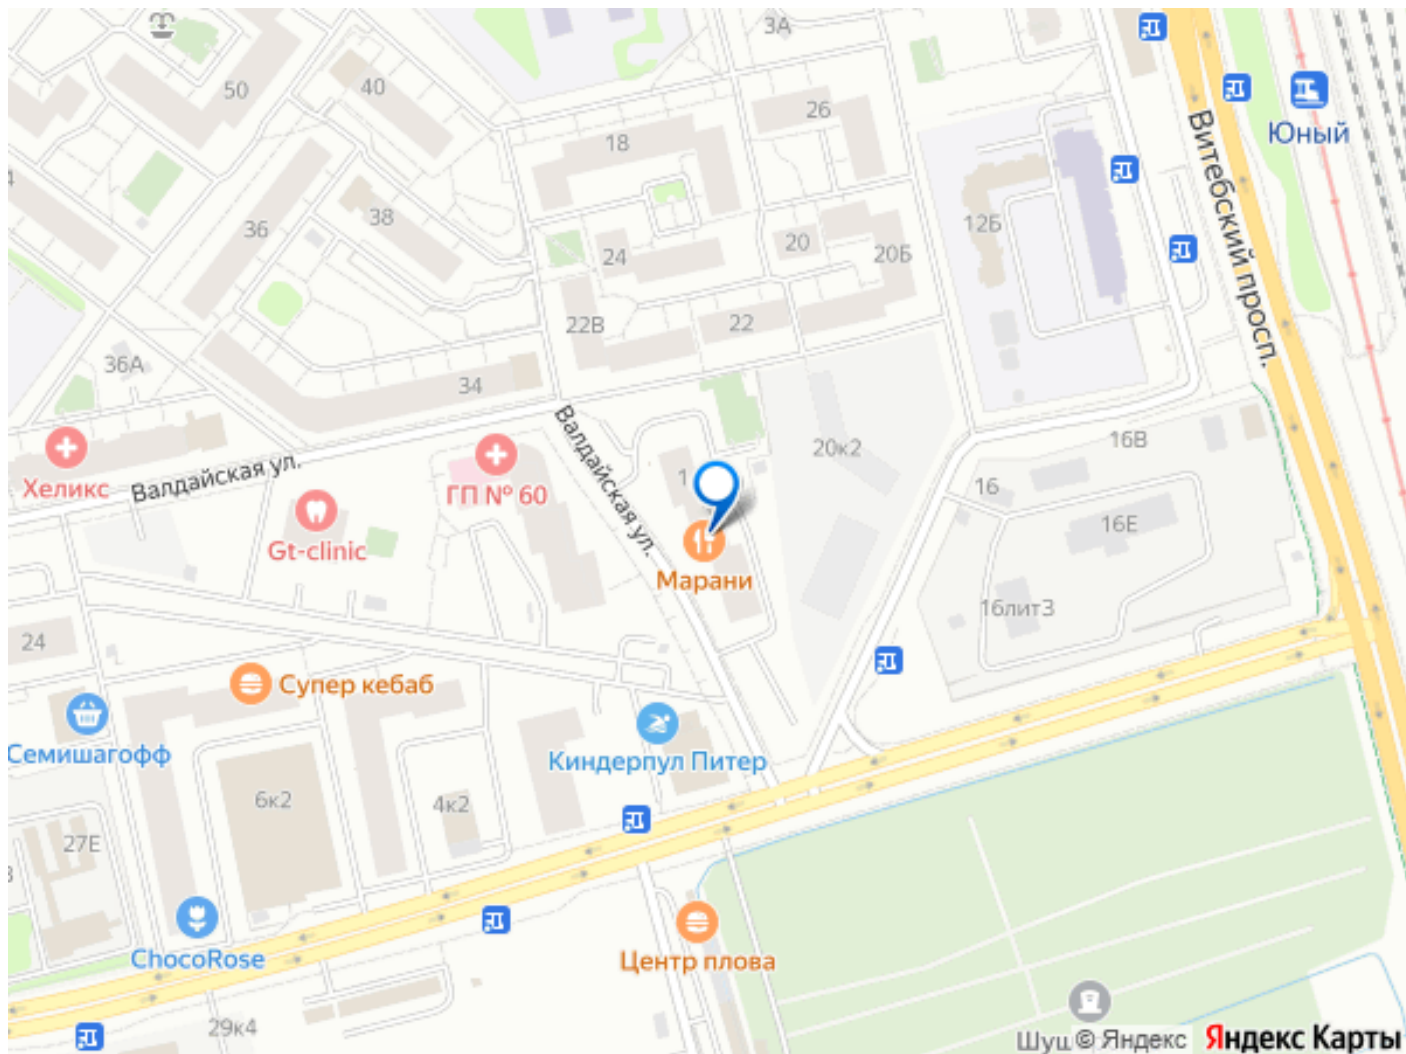 3А
50
40
26
Юный
18
Витебский просп.
38
36
12Б
20
24
20Б
22В
22
36А
34
Валдайская ул.
16В
20к2
Хеликс
Валдайская ул.
ГП № 60
16
1
16Е
Gt-clinic
Марани
16литЗ
24
Супер кебаб
Семишагофф
Киндерпул Питер
6к2
4к2
27Е
ChocoRose
Центр плова
29к4
Шуш
© Яндекс
Яндекс Карты